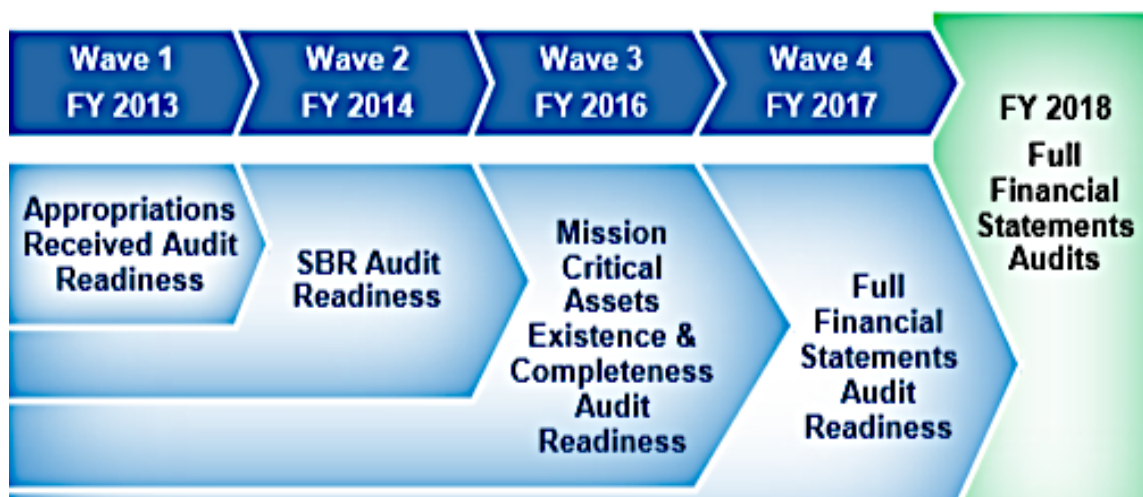 Wave 1
FY 2013
Wave 2
FY 2014
Wave 3
FY 2016
Wave 4
FY 2017
FY 2018
Full
Financial
Statements
Audits
Appropriations
Received Audit
Readiness
SBR Audit
Readiness
Mission
Critical
Assets
Existence &
Completeness
Audit
Readiness
Full
Financial
Statements
Audit
Readiness